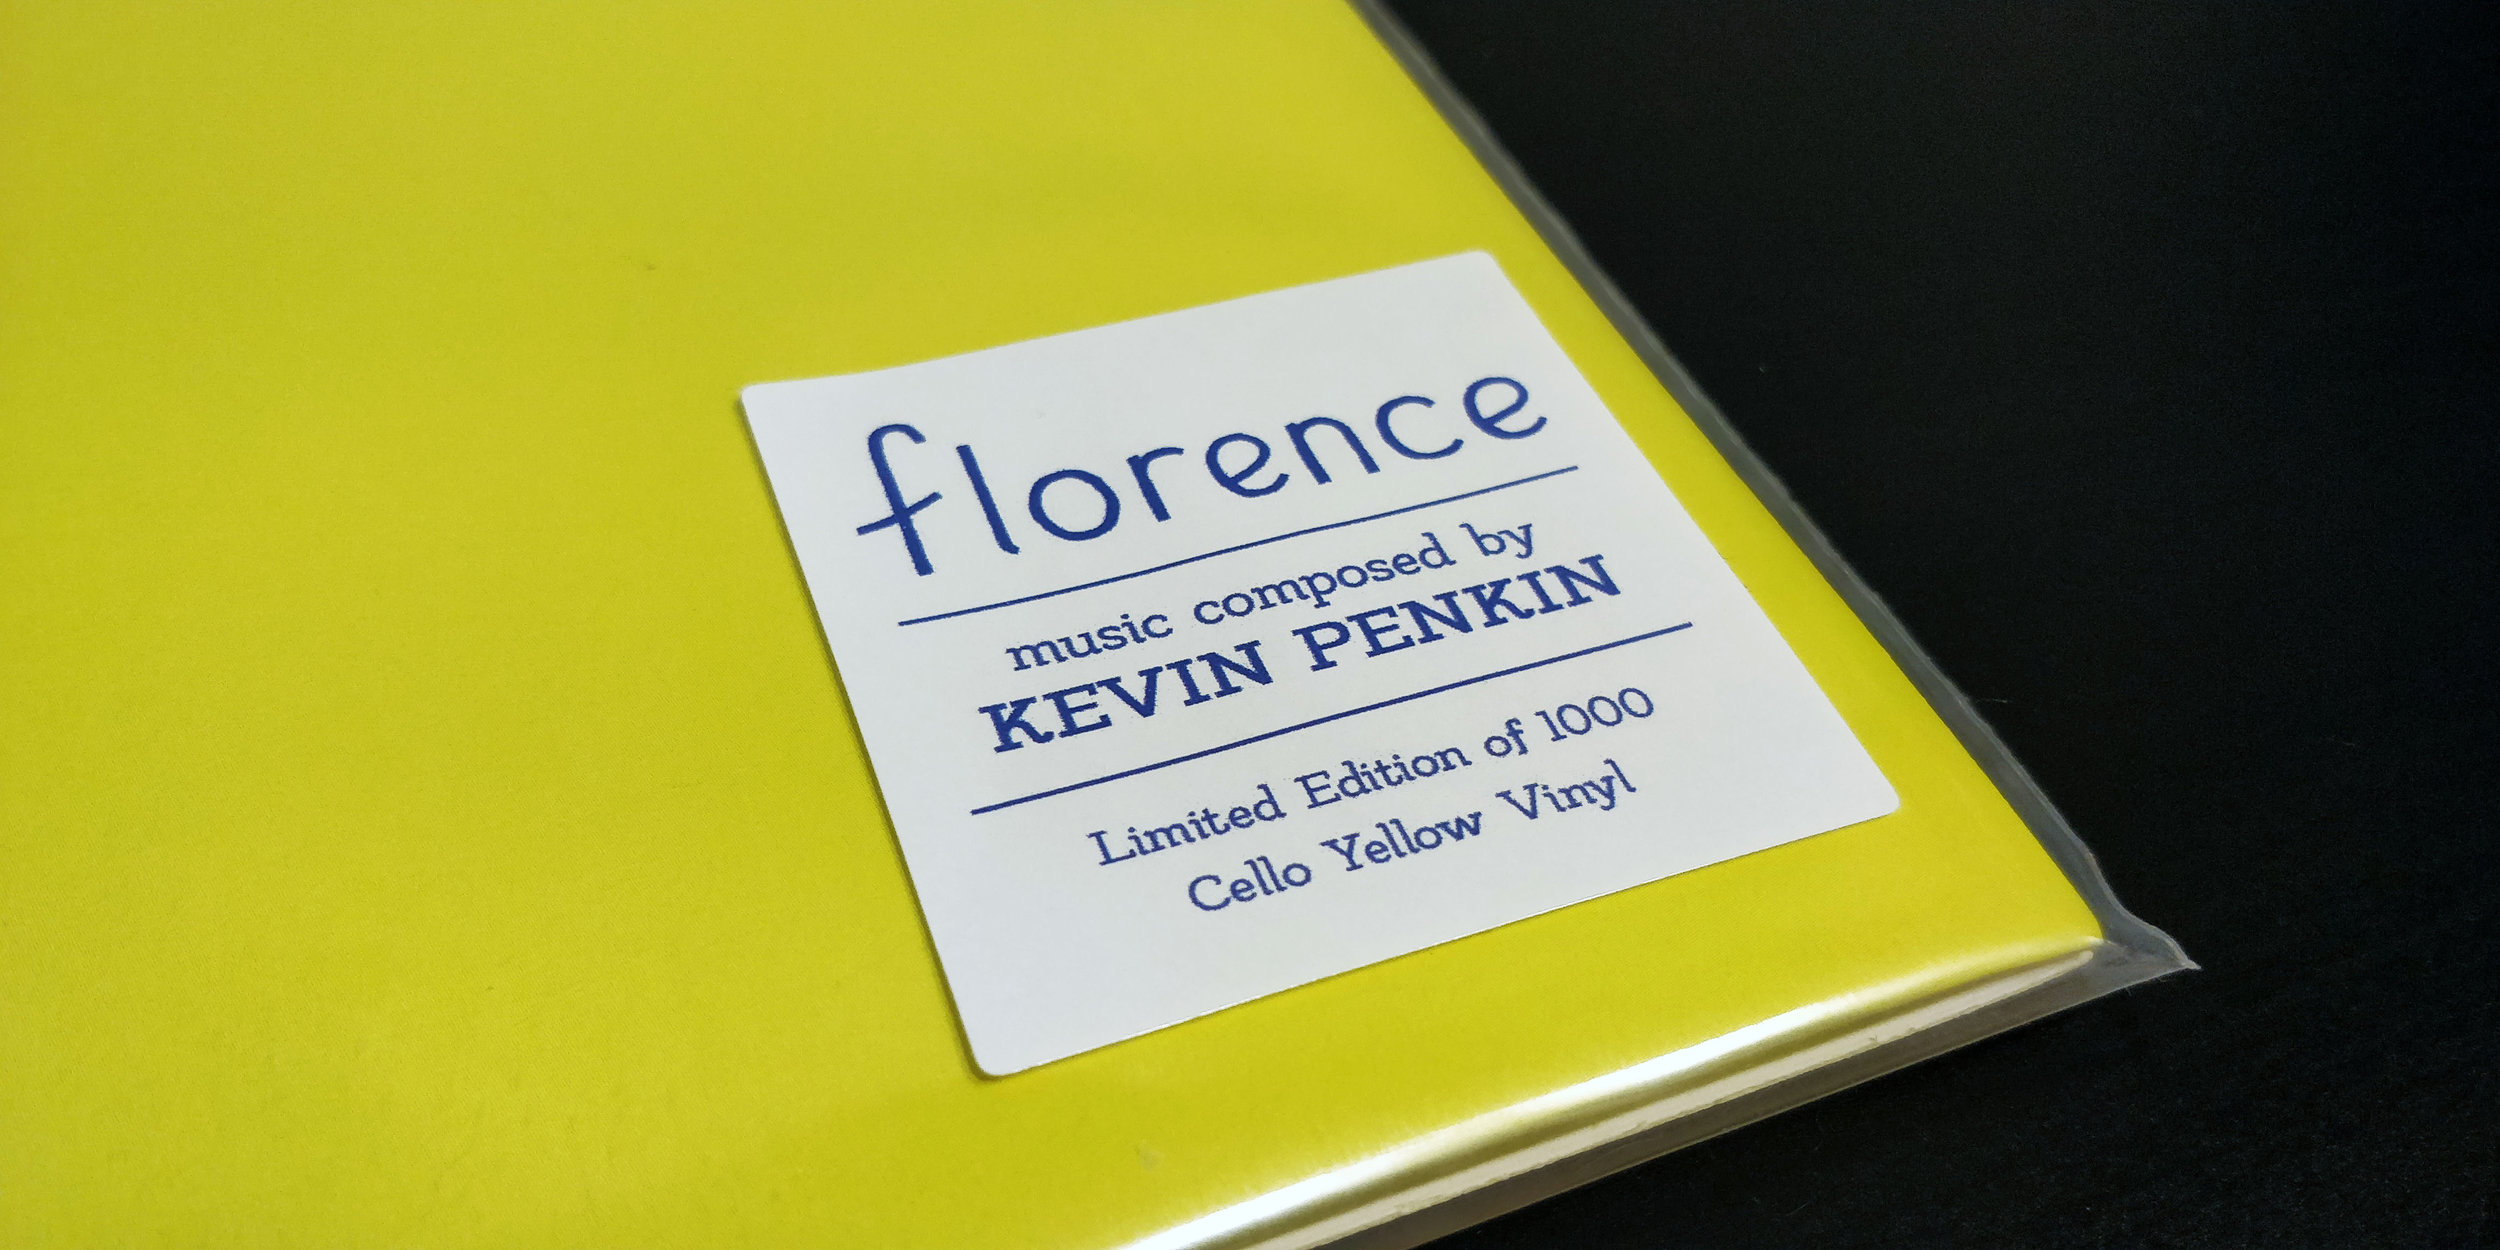 florence
music composed by
KEVIN PENKIN
Limited Edition of 1000
Cello Yellow Vinyl